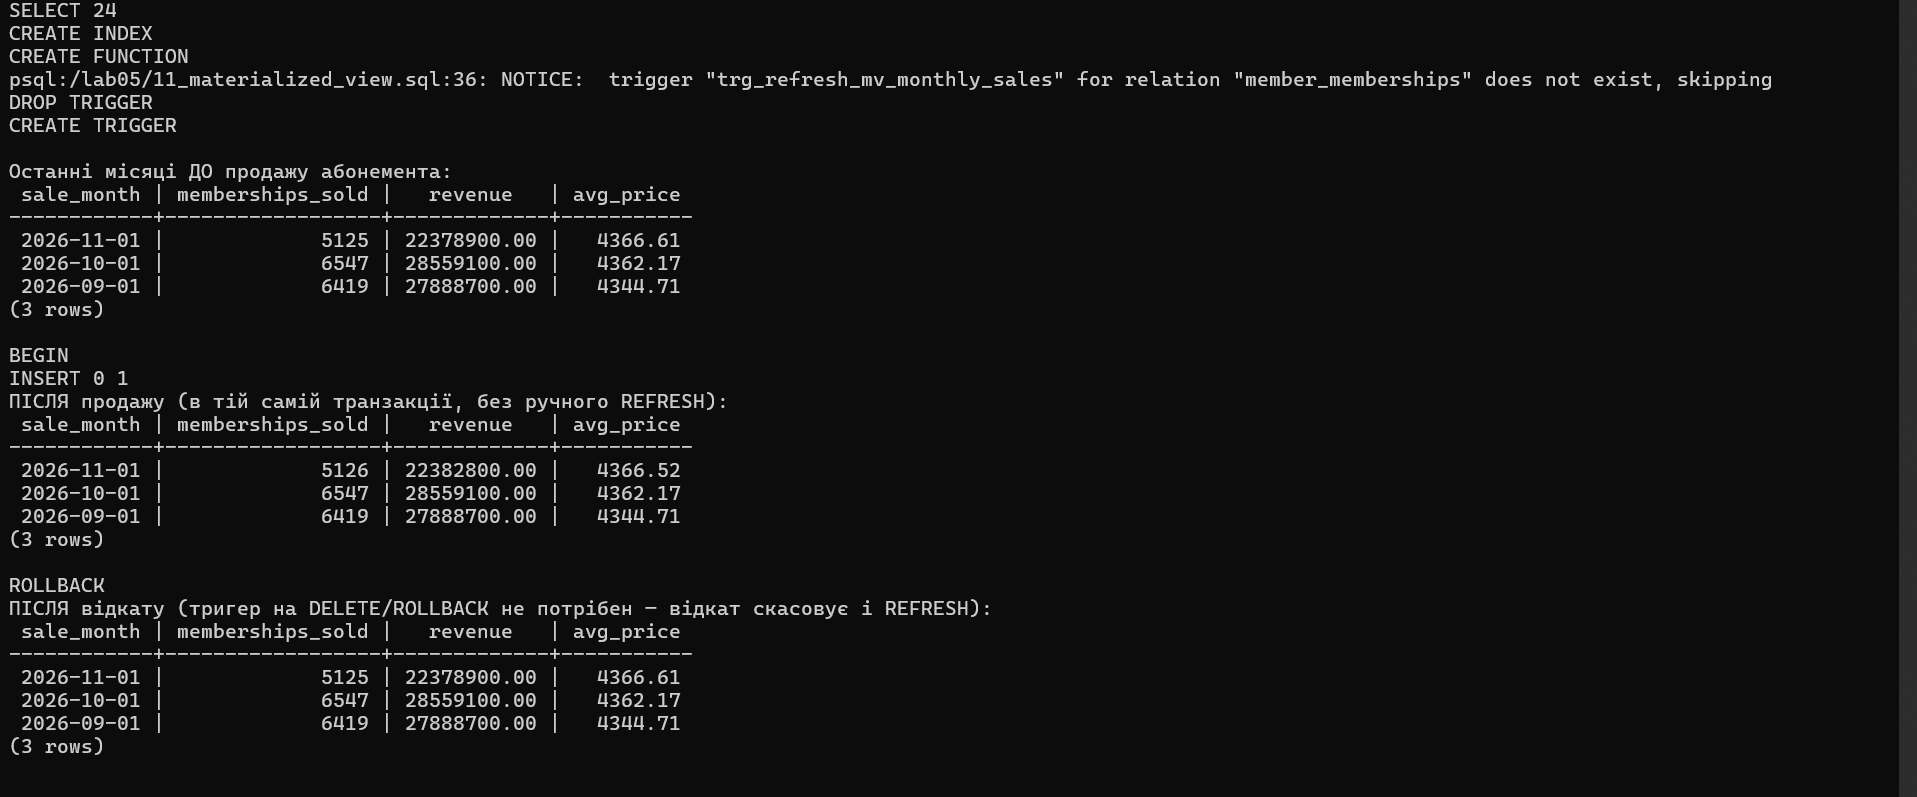 SELECT 24
CREATE INDEX
CREATE FUNCTION
psql:/lab05/11_materialized_view.sql:36: NOTICE:  trigger "trg_refresh_mv_monthly_sales" for relation "member_memberships" does not exist, skipping
DROP TRIGGER
CREATE TRIGGER
Останні місяці ДО продажу абонемента:
 sale_month | memberships_sold |   revenue   | avg_price
------------+------------------+-------------+-----------
 2026-11-01 |             5125 | 22378900.00 |   4366.61
 2026-10-01 |             6547 | 28559100.00 |   4362.17
 2026-09-01 |             6419 | 27888700.00 |   4344.71
(3 rows)
BEGIN
INSERT 0 1
ПІСЛЯ продажу (в тій самій транзакції, без ручного REFRESH):
 sale_month | memberships_sold |   revenue   | avg_price
------------+------------------+-------------+-----------
 2026-11-01 |             5126 | 22382800.00 |   4366.52
 2026-10-01 |             6547 | 28559100.00 |   4362.17
 2026-09-01 |             6419 | 27888700.00 |   4344.71
(3 rows)
ROLLBACK
ПІСЛЯ відкату (тригер на DELETE/ROLLBACK не потрібен — відкат скасовує і REFRESH):
 sale_month | memberships_sold |   revenue   | avg_price
------------+------------------+-------------+-----------
 2026-11-01 |             5125 | 22378900.00 |   4366.61
 2026-10-01 |             6547 | 28559100.00 |   4362.17
 2026-09-01 |             6419 | 27888700.00 |   4344.71
(3 rows)